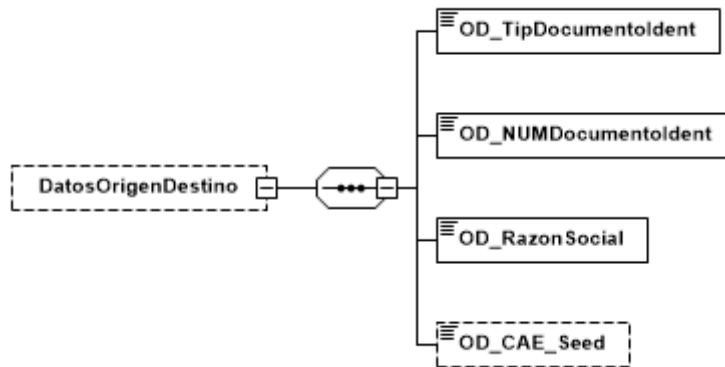 OD_TipDocumentoIdent
OD_NUMDocumentoIdent
DatosOrigenDestino
OD_RazonSocial
OD_CAE_Seed